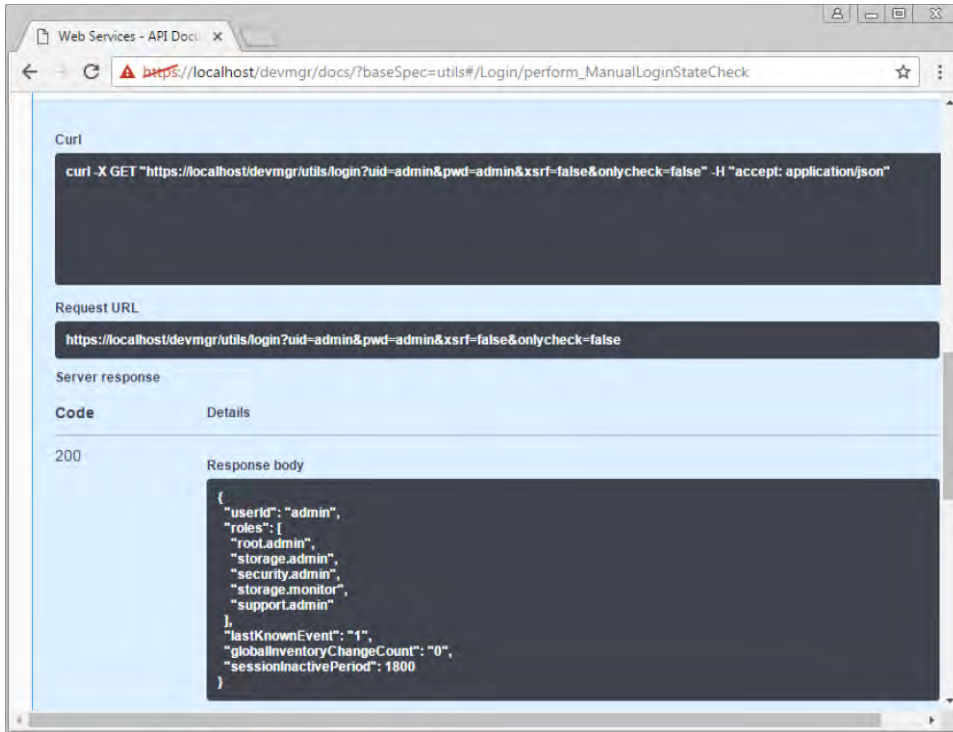 Web Services - API Docu
https://localhost/devmgr/docs/?baseSpec=utils#/Login/perform_ManualLoginStateCheck
Curl
curl -X GET "https://localhost/devmgr/utils/login?uid=admin&pwd=admin&xsrf=false&onlycheck=false" -H "accept: application/json"
Request URL
https://localhost/devmgr/utils/login?uid=admin&pwd=admin&xsrf=false&onlycheck=false
Server response
Code Details
200
Response body
{
"userId": "admin",
"roles": [
"root.admin",
"storage.admin",
"security.admin",
"storage.monitor",
"support.admin"
],
"lastKnownEvent": "1",
"globalInventoryChangeCount": "0",
"sessionInactivePeriod": 1800
}